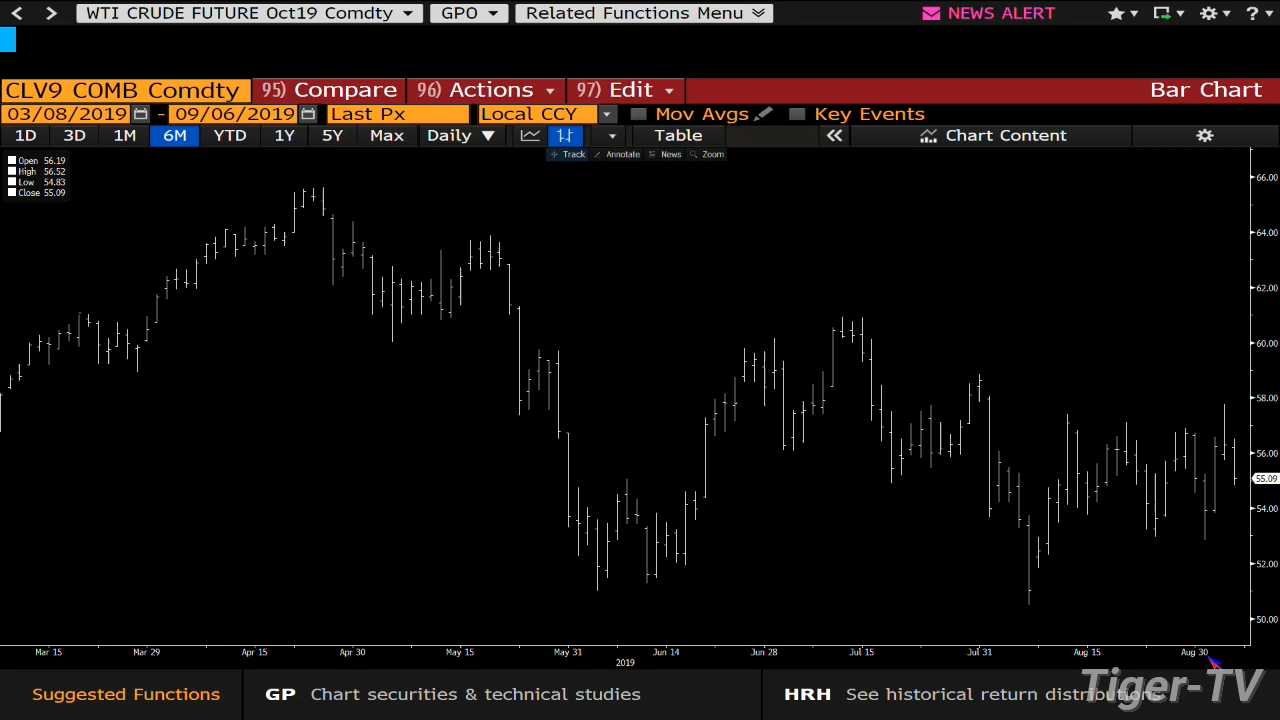 WTI CRUDE FUTURE Oct19 Comdty GPO Related Functions Menu NEWS ALERT ?
CLV9 COMB Comdty 95) Compare 96) Actions 97) Edit Bar Chart
03/08/2019 - 09/06/2019 Last Px Local CCY Mov Avgs Key Events
1D 3D 1M 6M YTD 1Y 5Y Max Daily Table Chart Content
Track Annotate News Zoom
Open 56.19
High 56.52
Low 54.83
Close 55.09
66.00
64.00
62.00
60.00
58.00
56.00
55.09
54.00
52.00
50.00
Mar 15 Mar 29 Apr 15 Apr 30 May 15 May 31 Jun 14 Jun 28 Jul 15 Jul 31 Aug 15 Aug 30
2019
Suggested Functions GP Chart securities & technical studies HRH See historical return distributions
Tiger-TV